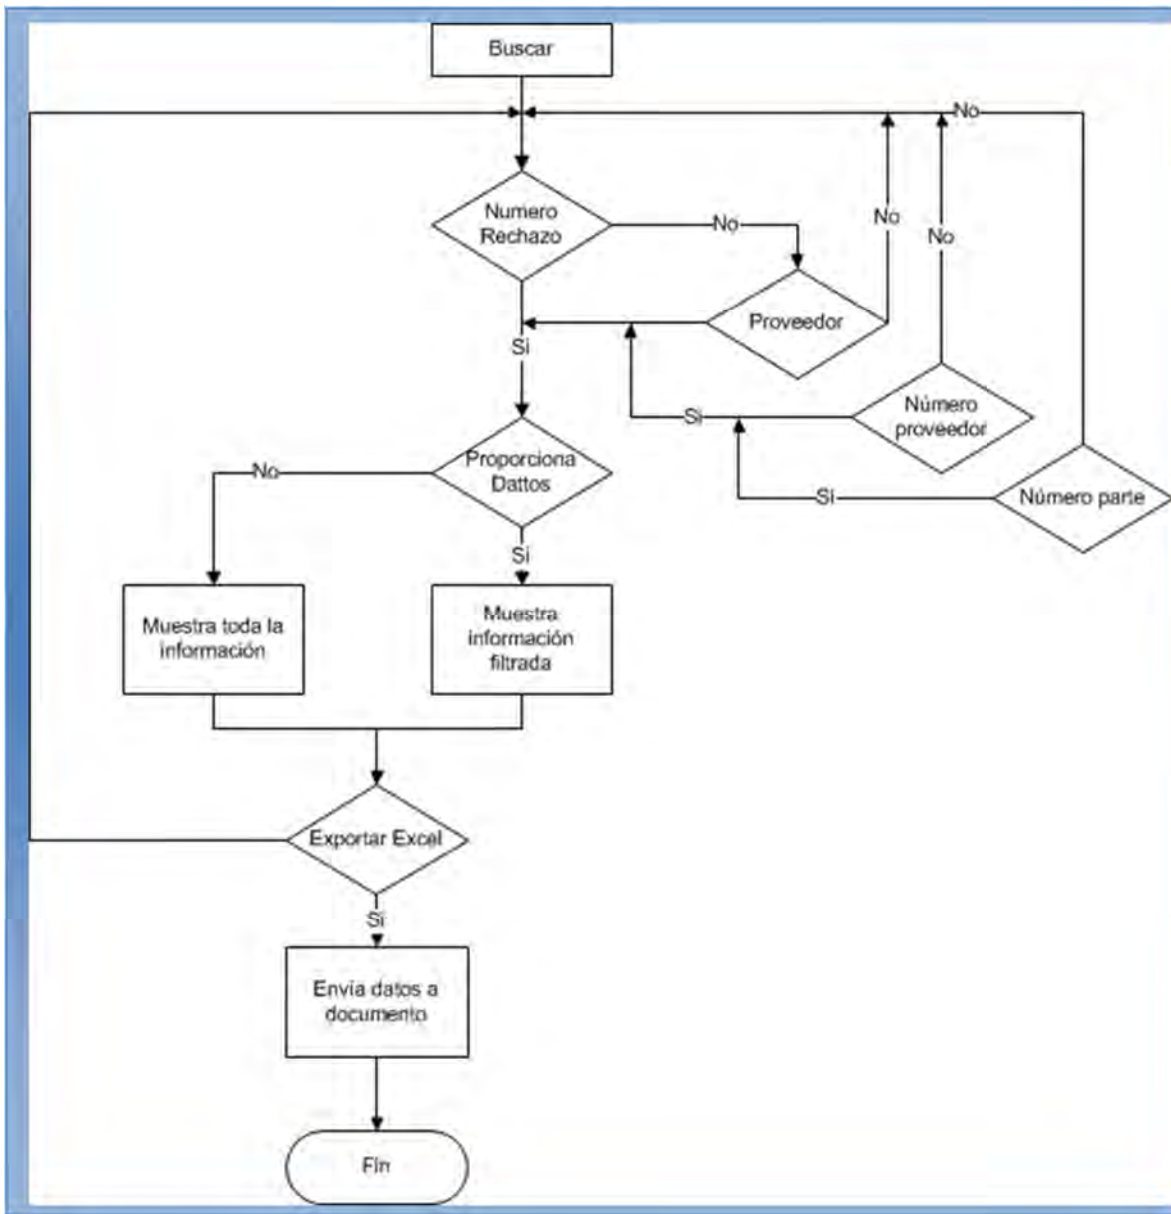 Buscar
No
Numero
Rechazo
No
No
No
Proveedor
Si
Número
proveedor
Si
Proporciona
Dattos
No
Número parte
Si
Si
Muestra toda la
información
Muestra
información
filtrada
Exportar Excel
Si
Envía datos a
documento
Fin